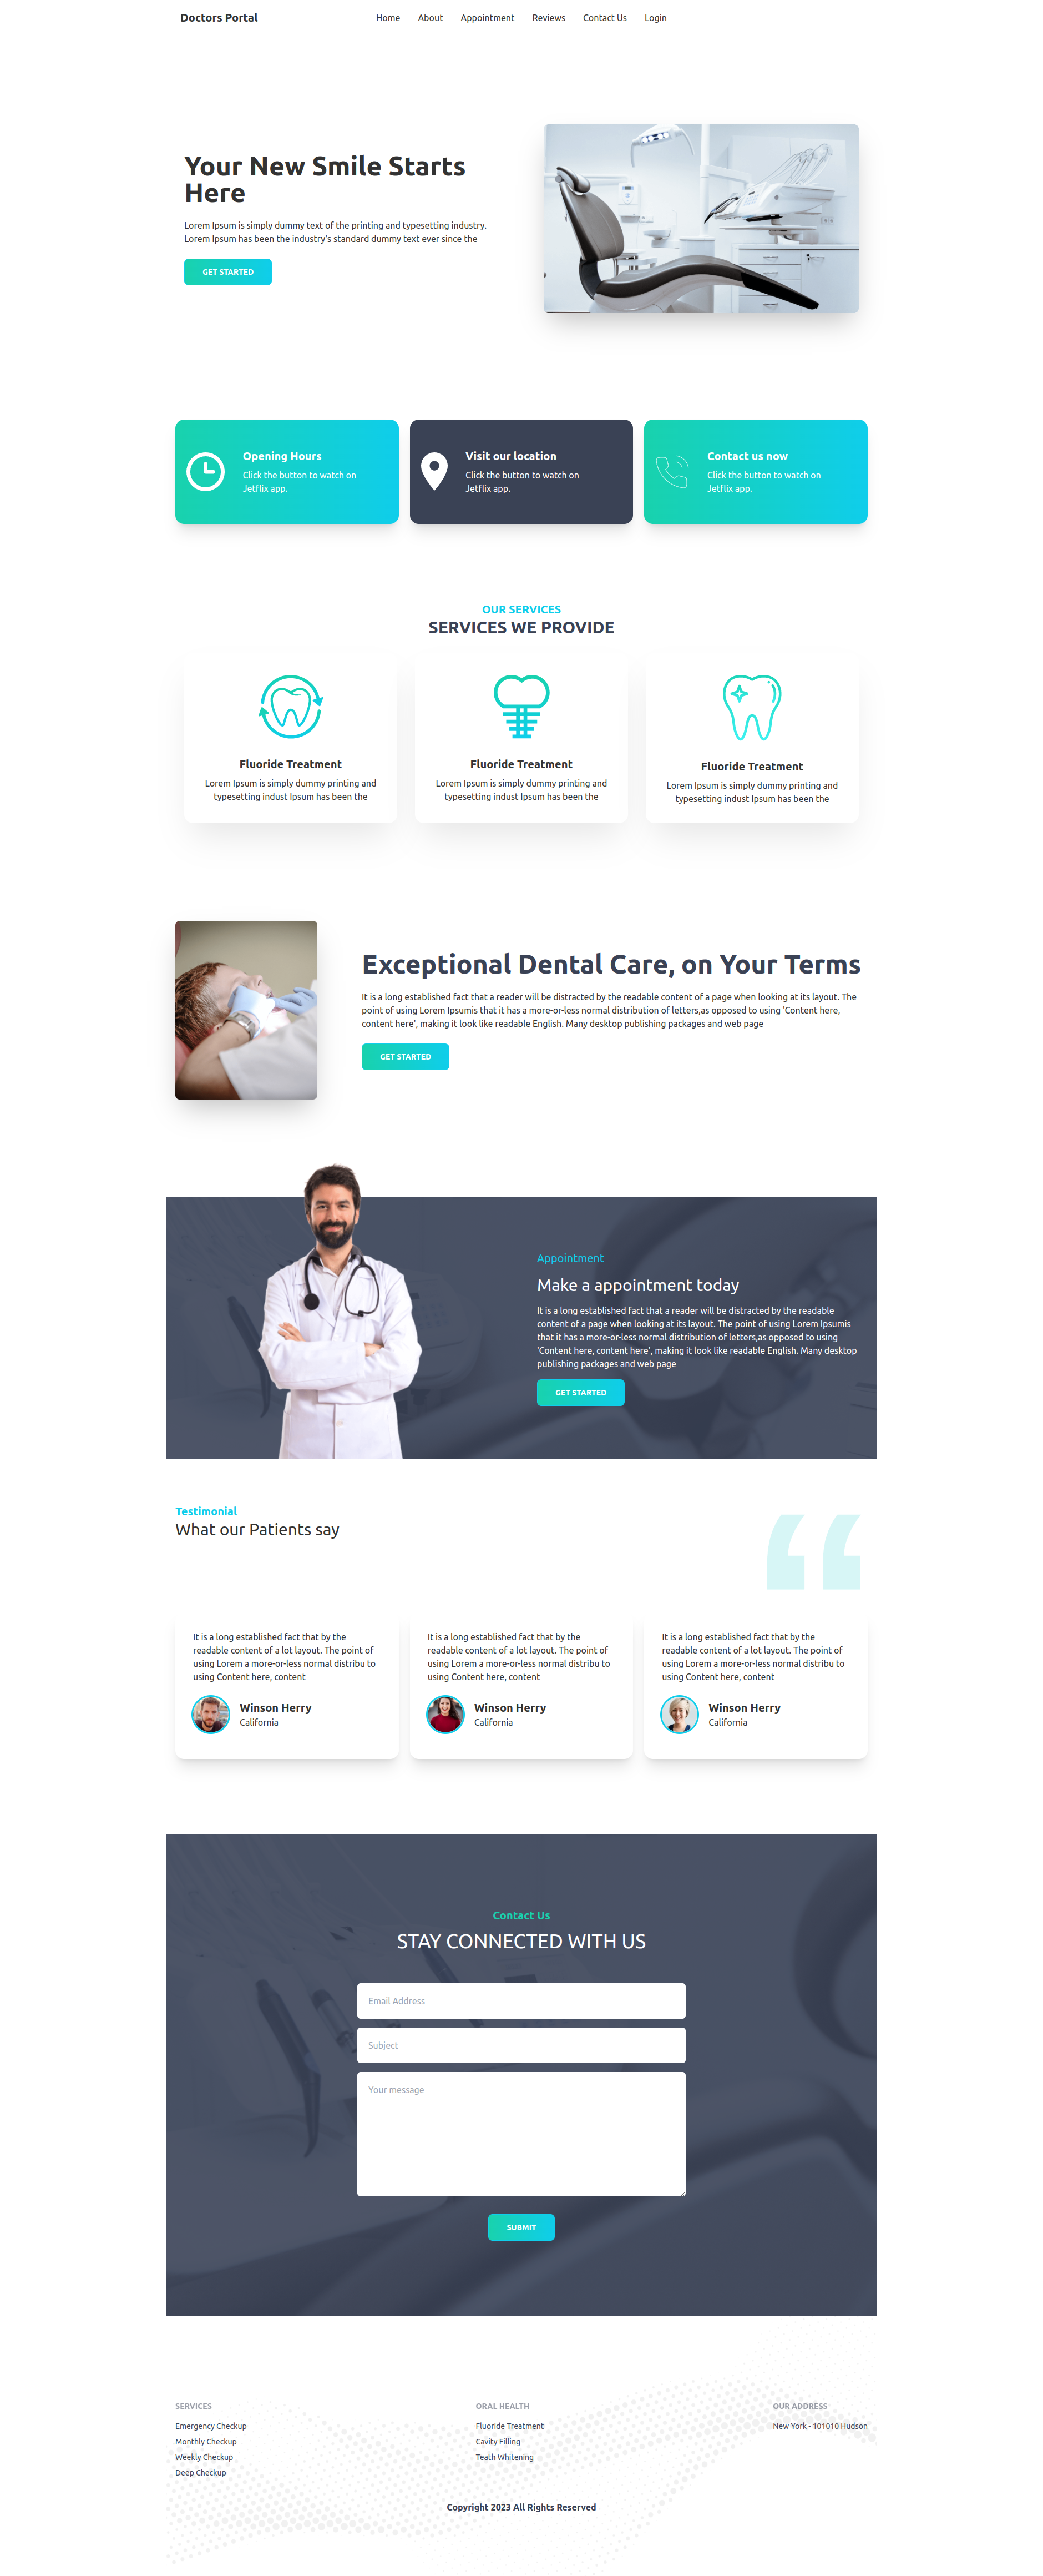 Doctors Portal
Home About Appointment Reviews Contact Us Login
Your New Smile Starts
Here
Lorem Ipsum is simply dummy text of the printing and typesetting industry.
Lorem Ipsum has been the industry's standard dummy text ever since the
GET STARTED
Opening Hours
Click the button to watch on
Jetflix app.
Visit our location
Click the button to watch on
Jetflix app.
Contact us now
Click the button to watch on
Jetflix app.
OUR SERVICES
SERVICES WE PROVIDE
Fluoride Treatment
Lorem Ipsum is simply dummy printing and
typesetting indust Ipsum has been the
Fluoride Treatment
Lorem Ipsum is simply dummy printing and
typesetting indust Ipsum has been the
Fluoride Treatment
Lorem Ipsum is simply dummy printing and
typesetting indust Ipsum has been the
Exceptional Dental Care, on Your Terms
It is a long established fact that a reader will be distracted by the readable content of a page when looking at its layout. The
point of using Lorem Ipsumis that it has a more-or-less normal distribution of letters,as opposed to using 'Content here,
content here', making it look like readable English. Many desktop publishing packages and web page
GET STARTED
Appointment
Make a appointment today
It is a long established fact that a reader will be distracted by the readable
content of a page when looking at its layout. The point of using Lorem Ipsumis
that it has a more-or-less normal distribution of letters,as opposed to using
'Content here, content here', making it look like readable English. Many desktop
publishing packages and web page
GET STARTED
Testimonial
What our Patients say
“
It is a long established fact that by the
readable content of a lot layout. The point of
using Lorem a more-or-less normal distribu to
using Content here, content
Winson Herry
California
It is a long established fact that by the
readable content of a lot layout. The point of
using Lorem a more-or-less normal distribu to
using Content here, content
Winson Herry
California
It is a long established fact that by the
readable content of a lot layout. The point of
using Lorem a more-or-less normal distribu to
using Content here, content
Winson Herry
California
Contact Us
STAY CONNECTED WITH US
Email Address
Subject
Your message
SUBMIT
SERVICES
Emergency Checkup
Monthly Checkup
Weekly Checkup
Deep Checkup
ORAL HEALTH
Fluoride Treatment
Cavity Filling
Teath Whitening
OUR ADDRESS
New York - 101010 Hudson
Copyright 2023 All Rights Reserved